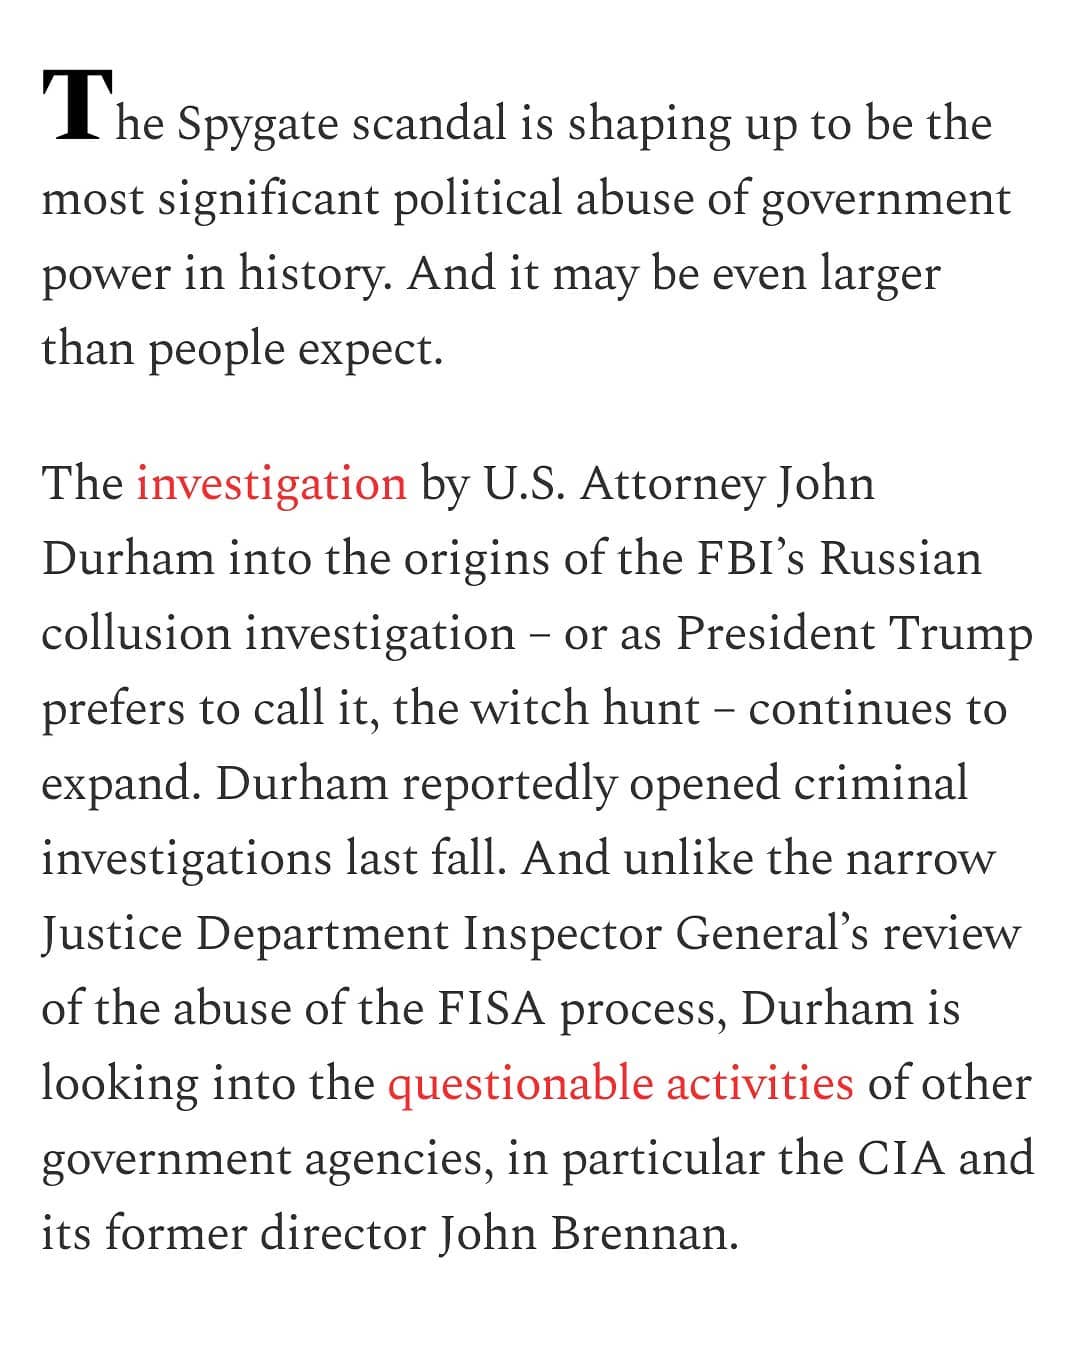 The Spygate scandal is shaping up to be the
most significant political abuse of government
power in history. And it may be even larger
than people expect.
The investigation by U.S. Attorney John
Durham into the origins of the FBI’s Russian
collusion investigation – or as President Trump
prefers to call it, the witch hunt – continues to
expand. Durham reportedly opened criminal
investigations last fall. And unlike the narrow
Justice Department Inspector General’s review
of the abuse of the FISA process, Durham is
looking into the questionable activities of other
government agencies, in particular the CIA and
its former director John Brennan.